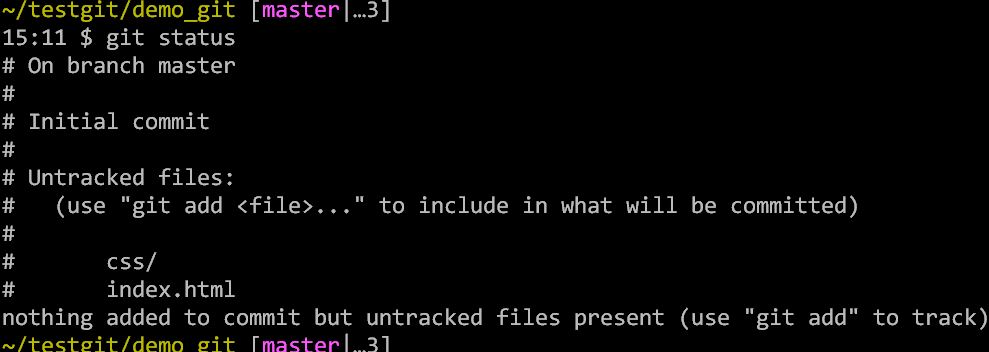 ~/testgit/demo_git [master|…3]
15:11 $ git status
# On branch master
#
# Initial commit
#
# Untracked files:
#   (use "git add <file>..." to include in what will be committed)
#
#       css/
#       index.html
nothing added to commit but untracked files present (use "git add" to track)
~/testgit/demo_git [master|…3]